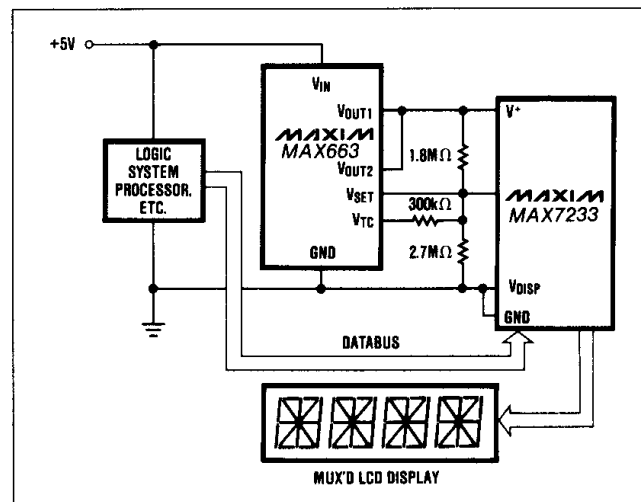 +5V
VIN
VOUT1
MAXIM
MAX663
VOUT2
VSET
VTC
GND
LOGIC
SYSTEM
PROCESSOR,
ETC.
1.8MΩ
300kΩ
2.7MΩ
V+
MAXIM
MAX7233
VDISP
GND
DATABUS
MUX'D LCD DISPLAY